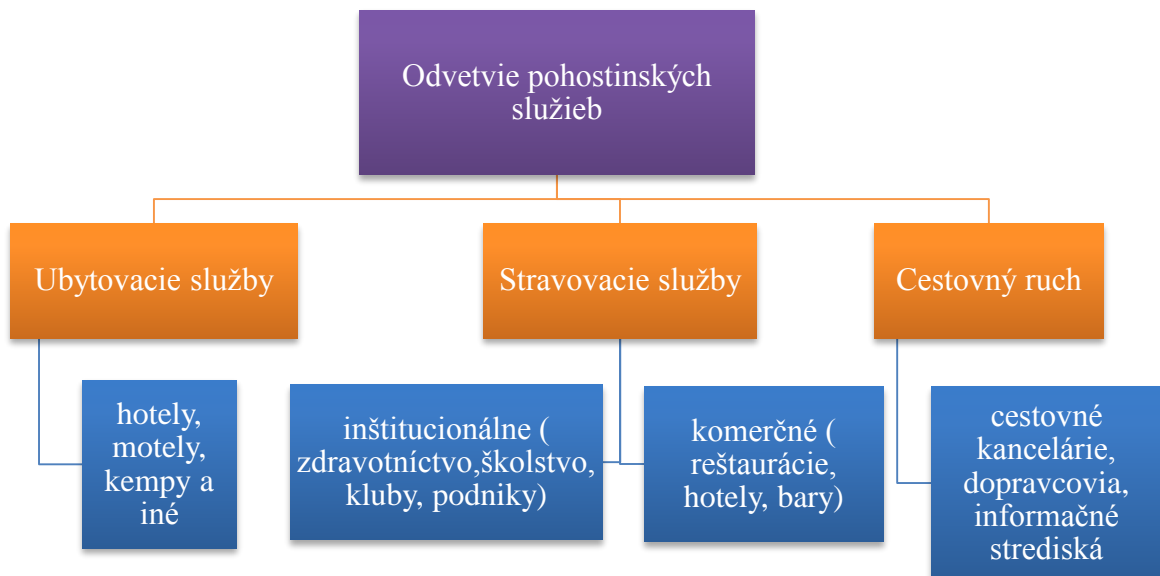 Odvetvie pohostinských
služieb
Ubytovacie služby
Stravovacie služby
Cestovný ruch
hotely,
motely,
kempy a
iné
inštitucionálne (
zdravotníctvo,školstvo,
kluby, podniky)
komerčné (
reštaurácie,
hotely, bary)
cestovné
kancelárie,
dopravcovia,
informačné
strediská